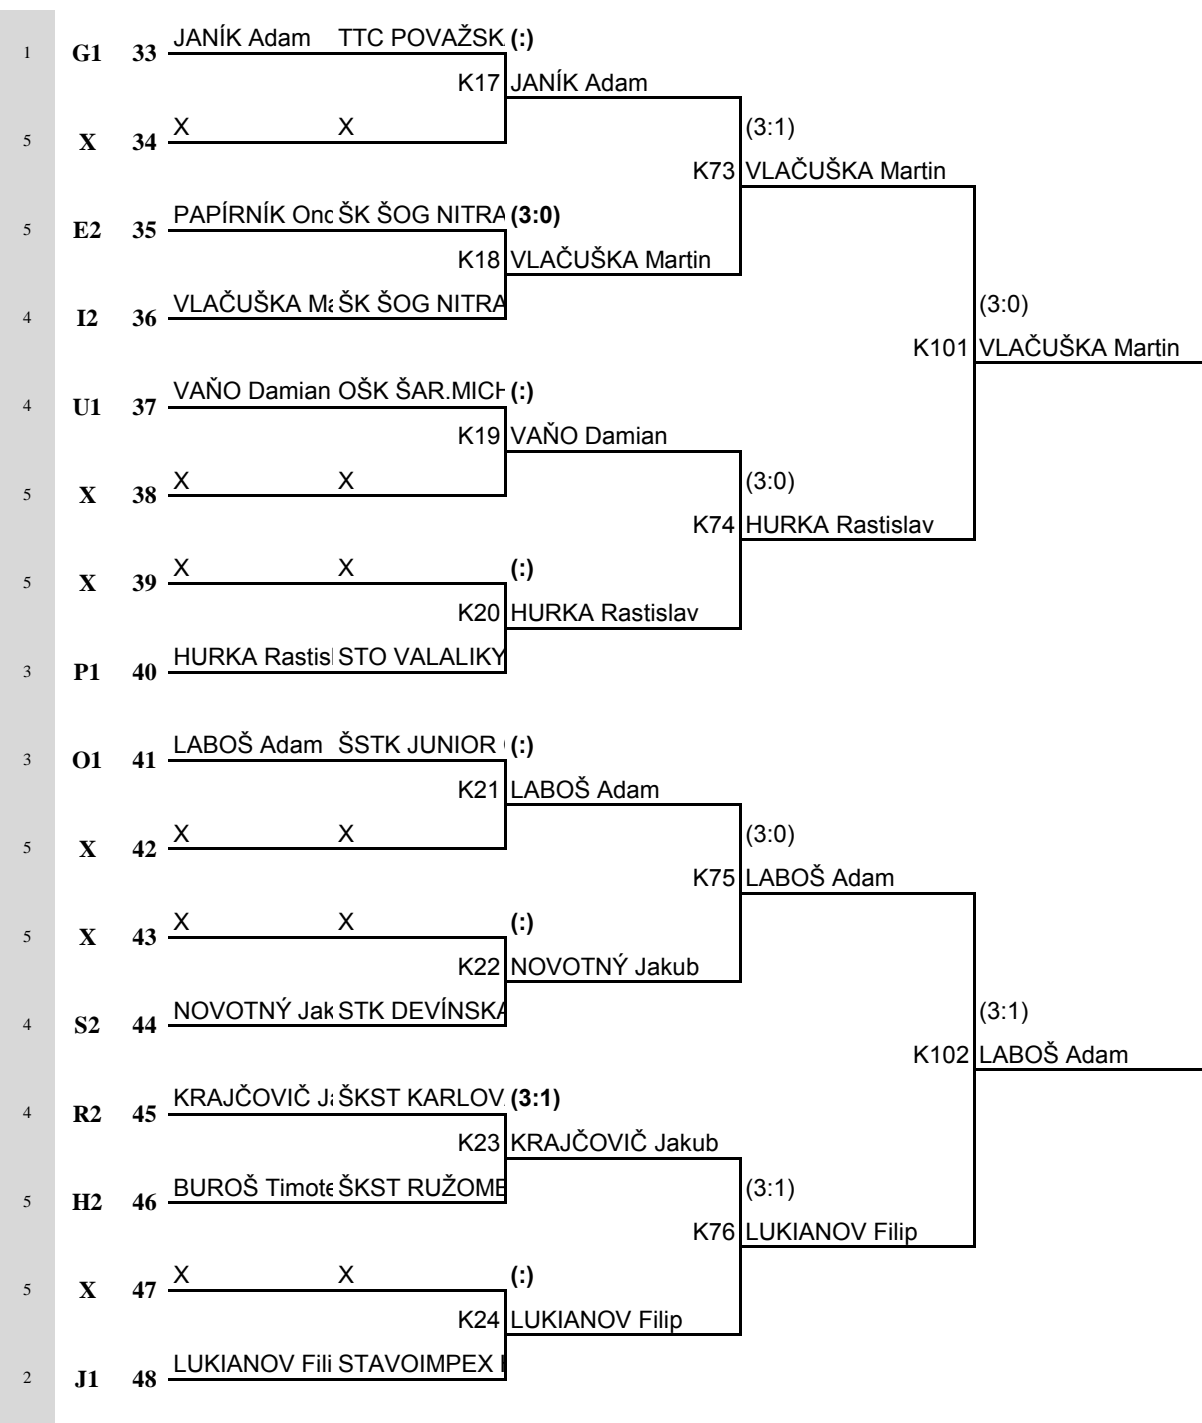 1 G1 33 JANÍK Adam TTC POVAŽSK. (:)
K17 JANÍK Adam
5 X 34 X X (3:1)
K73 VLAČUŠKA Martin
5 E2 35 PAPÍRNÍK Ond ŠK ŠOG NITRA (3:0)
K18 VLAČUŠKA Martin
4 I2 36 VLAČUŠKA Ma ŠK ŠOG NITRA (3:0)
K101 VLAČUŠKA Martin
4 U1 37 VAŇO Damian OŠK ŠAR.MICH (:)
K19 VAŇO Damian
5 X 38 X X (3:0)
K74 HURKA Rastislav
5 X 39 X X (:)
K20 HURKA Rastislav
3 P1 40 HURKA Rastisl STO VALALIKY
3 O1 41 LABOŠ Adam ŠSTK JUNIOR (:)
K21 LABOŠ Adam
5 X 42 X X (3:0)
K75 LABOŠ Adam
5 X 43 X X (:)
K22 NOVOTNÝ Jakub
4 S2 44 NOVOTNÝ Jak STK DEVÍNSKA (3:1)
K102 LABOŠ Adam
4 R2 45 KRAJČOVIČ Ja ŠKST KARLOV. (3:1)
K23 KRAJČOVIČ Jakub
5 H2 46 BUROŠ Timote ŠKST RUŽOMB (3:1)
K76 LUKIANOV Filip
5 X 47 X X (:)
K24 LUKIANOV Filip
2 J1 48 LUKIANOV Fili STAVOIMPEX